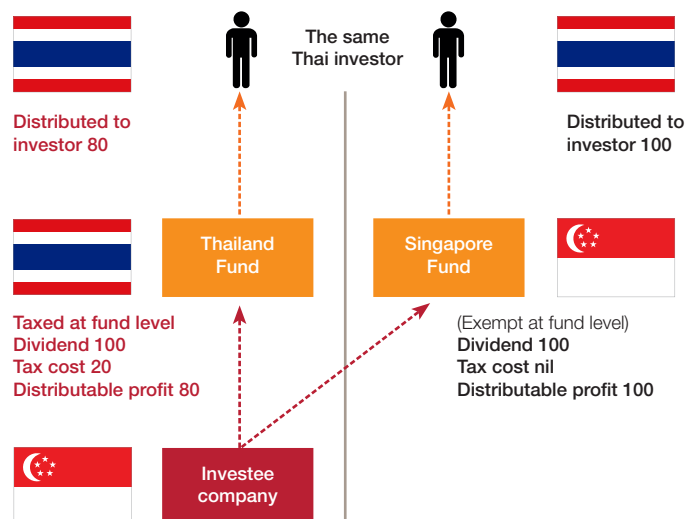 The same
Thai investor
Distributed to
investor 80
Distributed to
investor 100
Thailand
Fund
Singapore
Fund
Taxed at fund level
Dividend 100
Tax cost 20
Distributable profit 80
(Exempt at fund level)
Dividend 100
Tax cost nil
Distributable profit 100
Investee
company